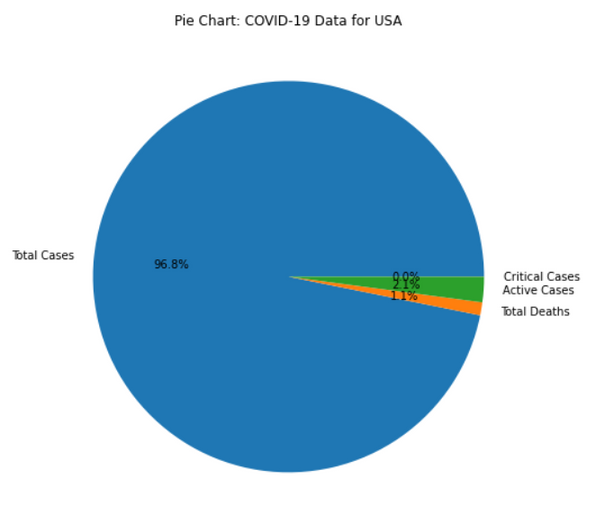 Pie Chart: COVID-19 Data for USA
Total Cases
96.8%
0.0%
Critical Cases
2.1%
Active Cases
1.1%
Total Deaths